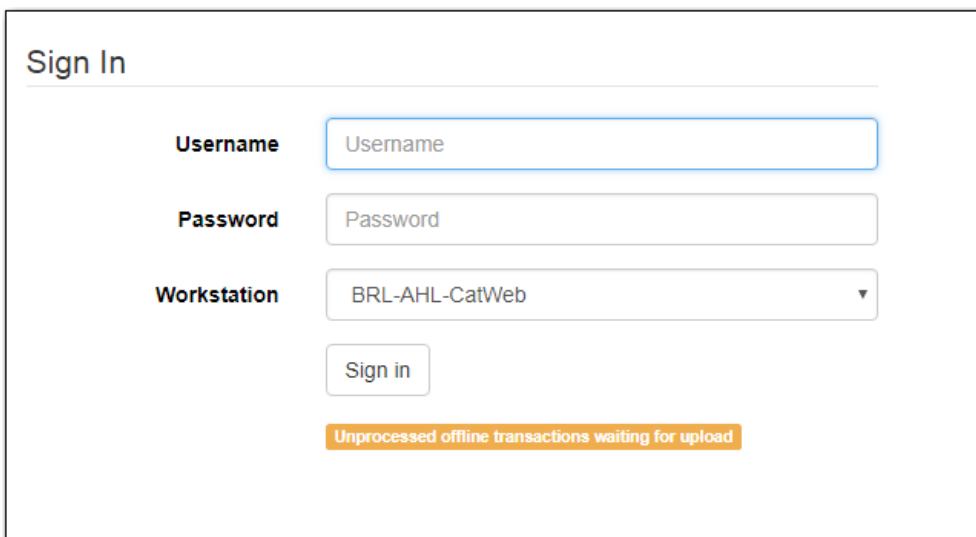 Sign In
Username Username
Password Password
Workstation BRL-AHL-CatWeb
Sign in
Unprocessed offline transactions waiting for upload